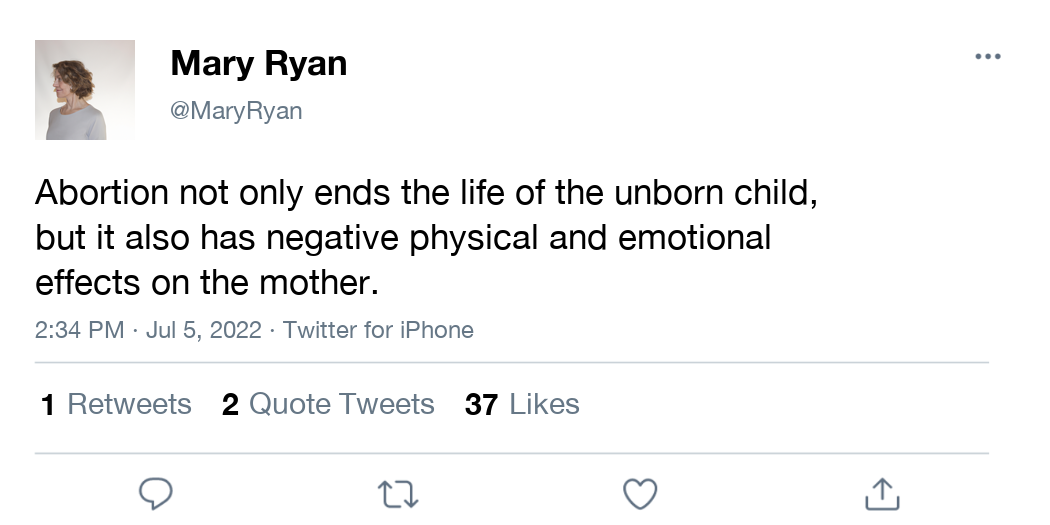 Mary Ryan
@MaryRyan
Abortion not only ends the life of the unborn child,
but it also has negative physical and emotional
effects on the mother.
2:34 PM · Jul 5, 2022 · Twitter for iPhone
1 Retweets 2 Quote Tweets 37 Likes